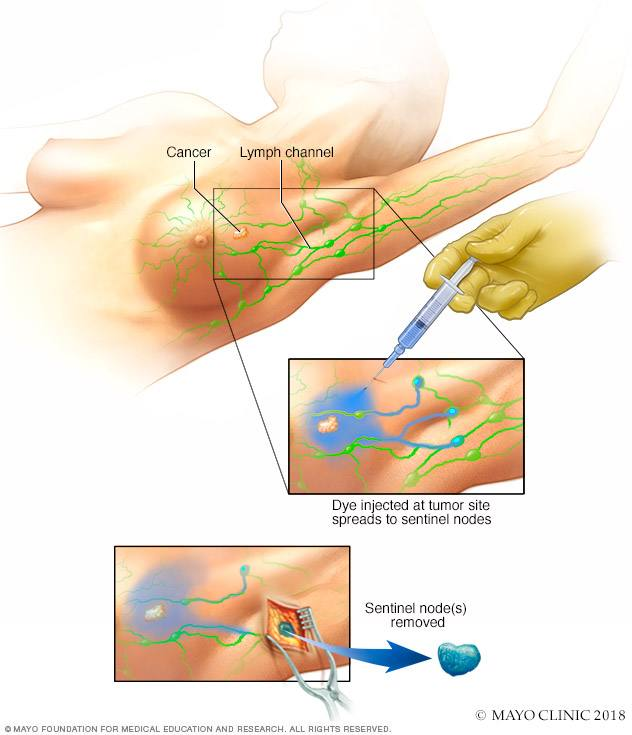 Cancer
Lymph channel
Dye injected at tumor site
spreads to sentinel nodes
Sentinel node(s)
removed
© MAYO CLINIC 2018
© MAYO FOUNDATION FOR MEDICAL EDUCATION AND RESEARCH. ALL RIGHTS RESERVED.